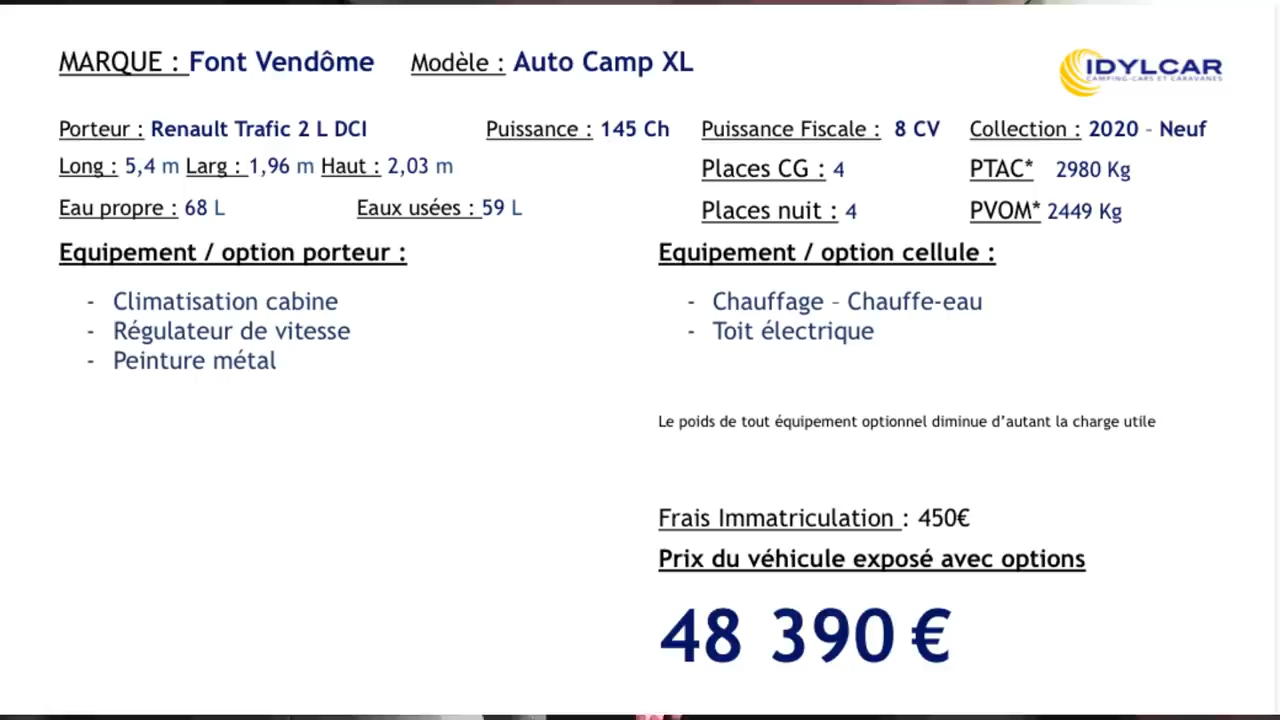 MARQUE : Font Vendôme Modèle : Auto Camp XL
IDYLCAR
CAMPING-CARS ET CARAVANES
Porteur : Renault Trafic 2 L DCI Puissance : 145 Ch Puissance Fiscale : 8 CV Collection : 2020 – Neuf
Long : 5,4 m Larg : 1,96 m Haut : 2,03 m Places CG : 4 PTAC* 2980 Kg
Eau propre : 68 L Eaux usées : 59 L Places nuit : 4 PVOM* 2449 Kg
Equipement / option porteur :
- Climatisation cabine
- Régulateur de vitesse
- Peinture métal
Equipement / option cellule :
- Chauffage – Chauffe-eau
- Toit électrique
Le poids de tout équipement optionnel diminue d’autant la charge utile
Frais Immatriculation : 450€
Prix du véhicule exposé avec options
48 390 €